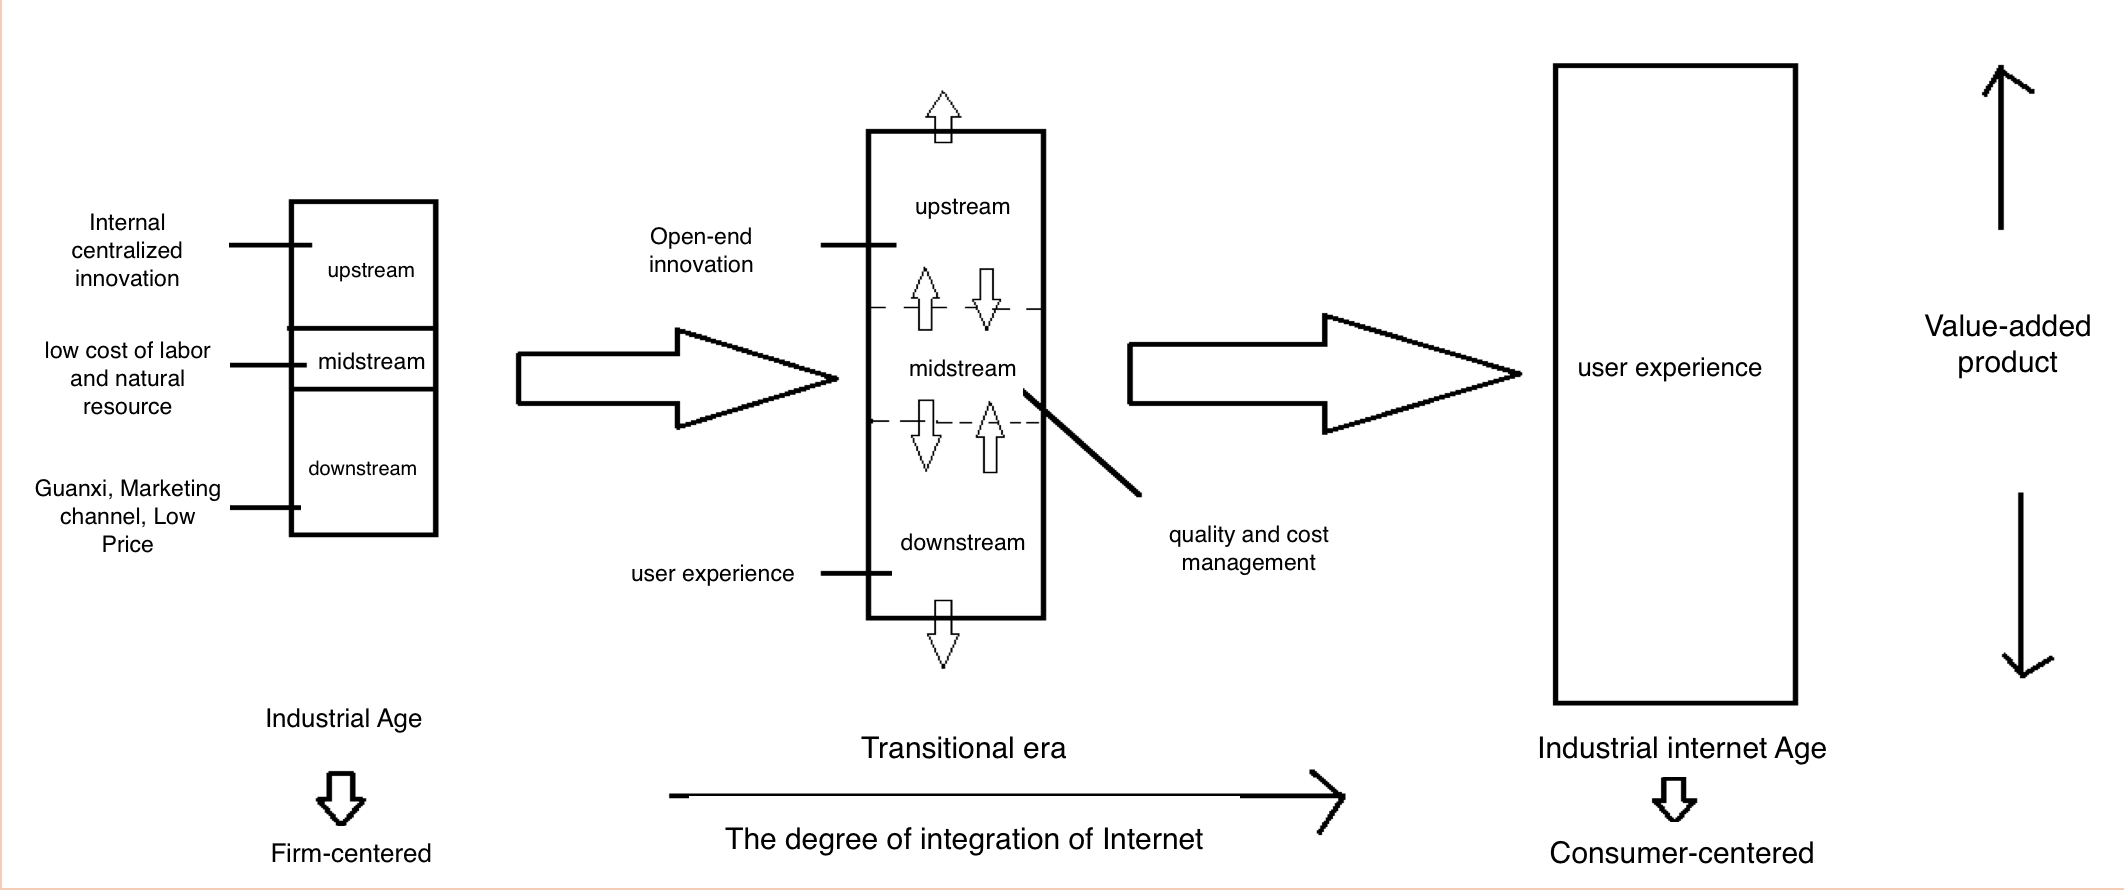 Internal
centralized
innovation
upstream
low cost of labor
and natural
resource
midstream
Guanxi, Marketing
channel, Low
Price
downstream
Industrial Age
Firm-centered
Open-end
innovation
upstream
midstream
downstream
user experience
quality and cost
management
Transitional era
The degree of integration of Internet
user experience
Industrial internet Age
Consumer-centered
Value-added
product